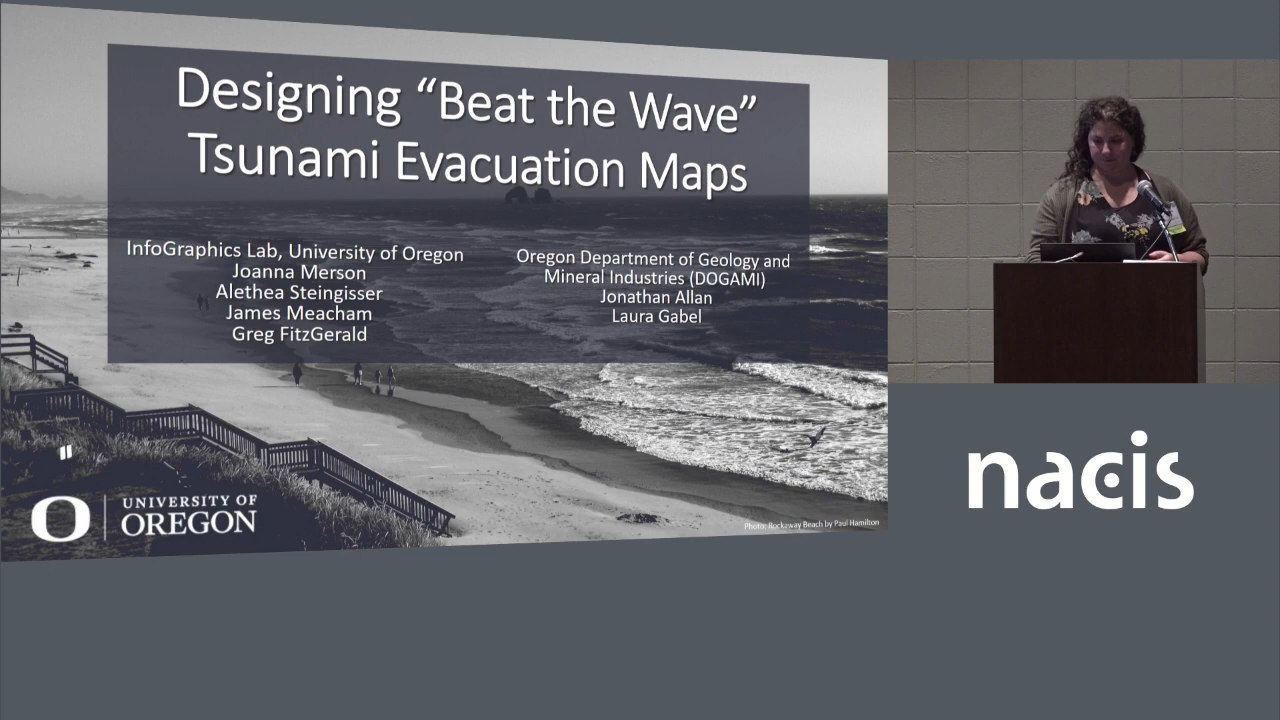 Designing “Beat the Wave”
Tsunami Evacuation Maps
InfoGraphics Lab, University of Oregon
Joanna Merson
Alethea Steingisser
James Meacham
Greg FitzGerald
Oregon Department of Geology and
Mineral Industries (DOGAMI)
Jonathan Allan
Laura Gabel
UNIVERSITY OF
OREGON
Photo: Rockaway Beach by Paul Hamilton
nacis